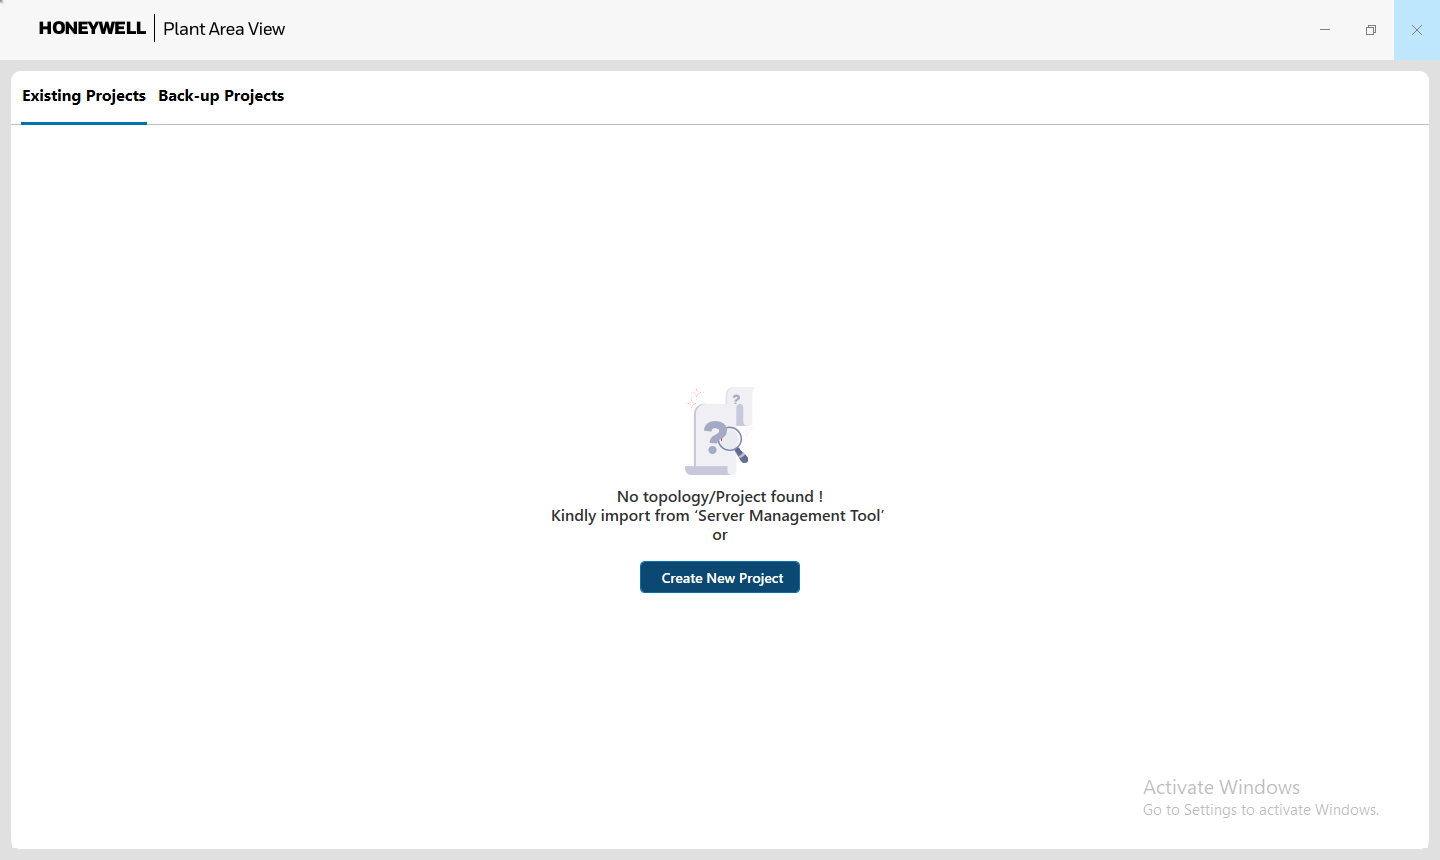 HONEYWELL Plant Area View
Existing Projects Back-up Projects
?
?
No topology/Project found !
Kindly import from ‘Server Management Tool’
or
Create New Project
Activate Windows
Go to Settings to activate Windows.